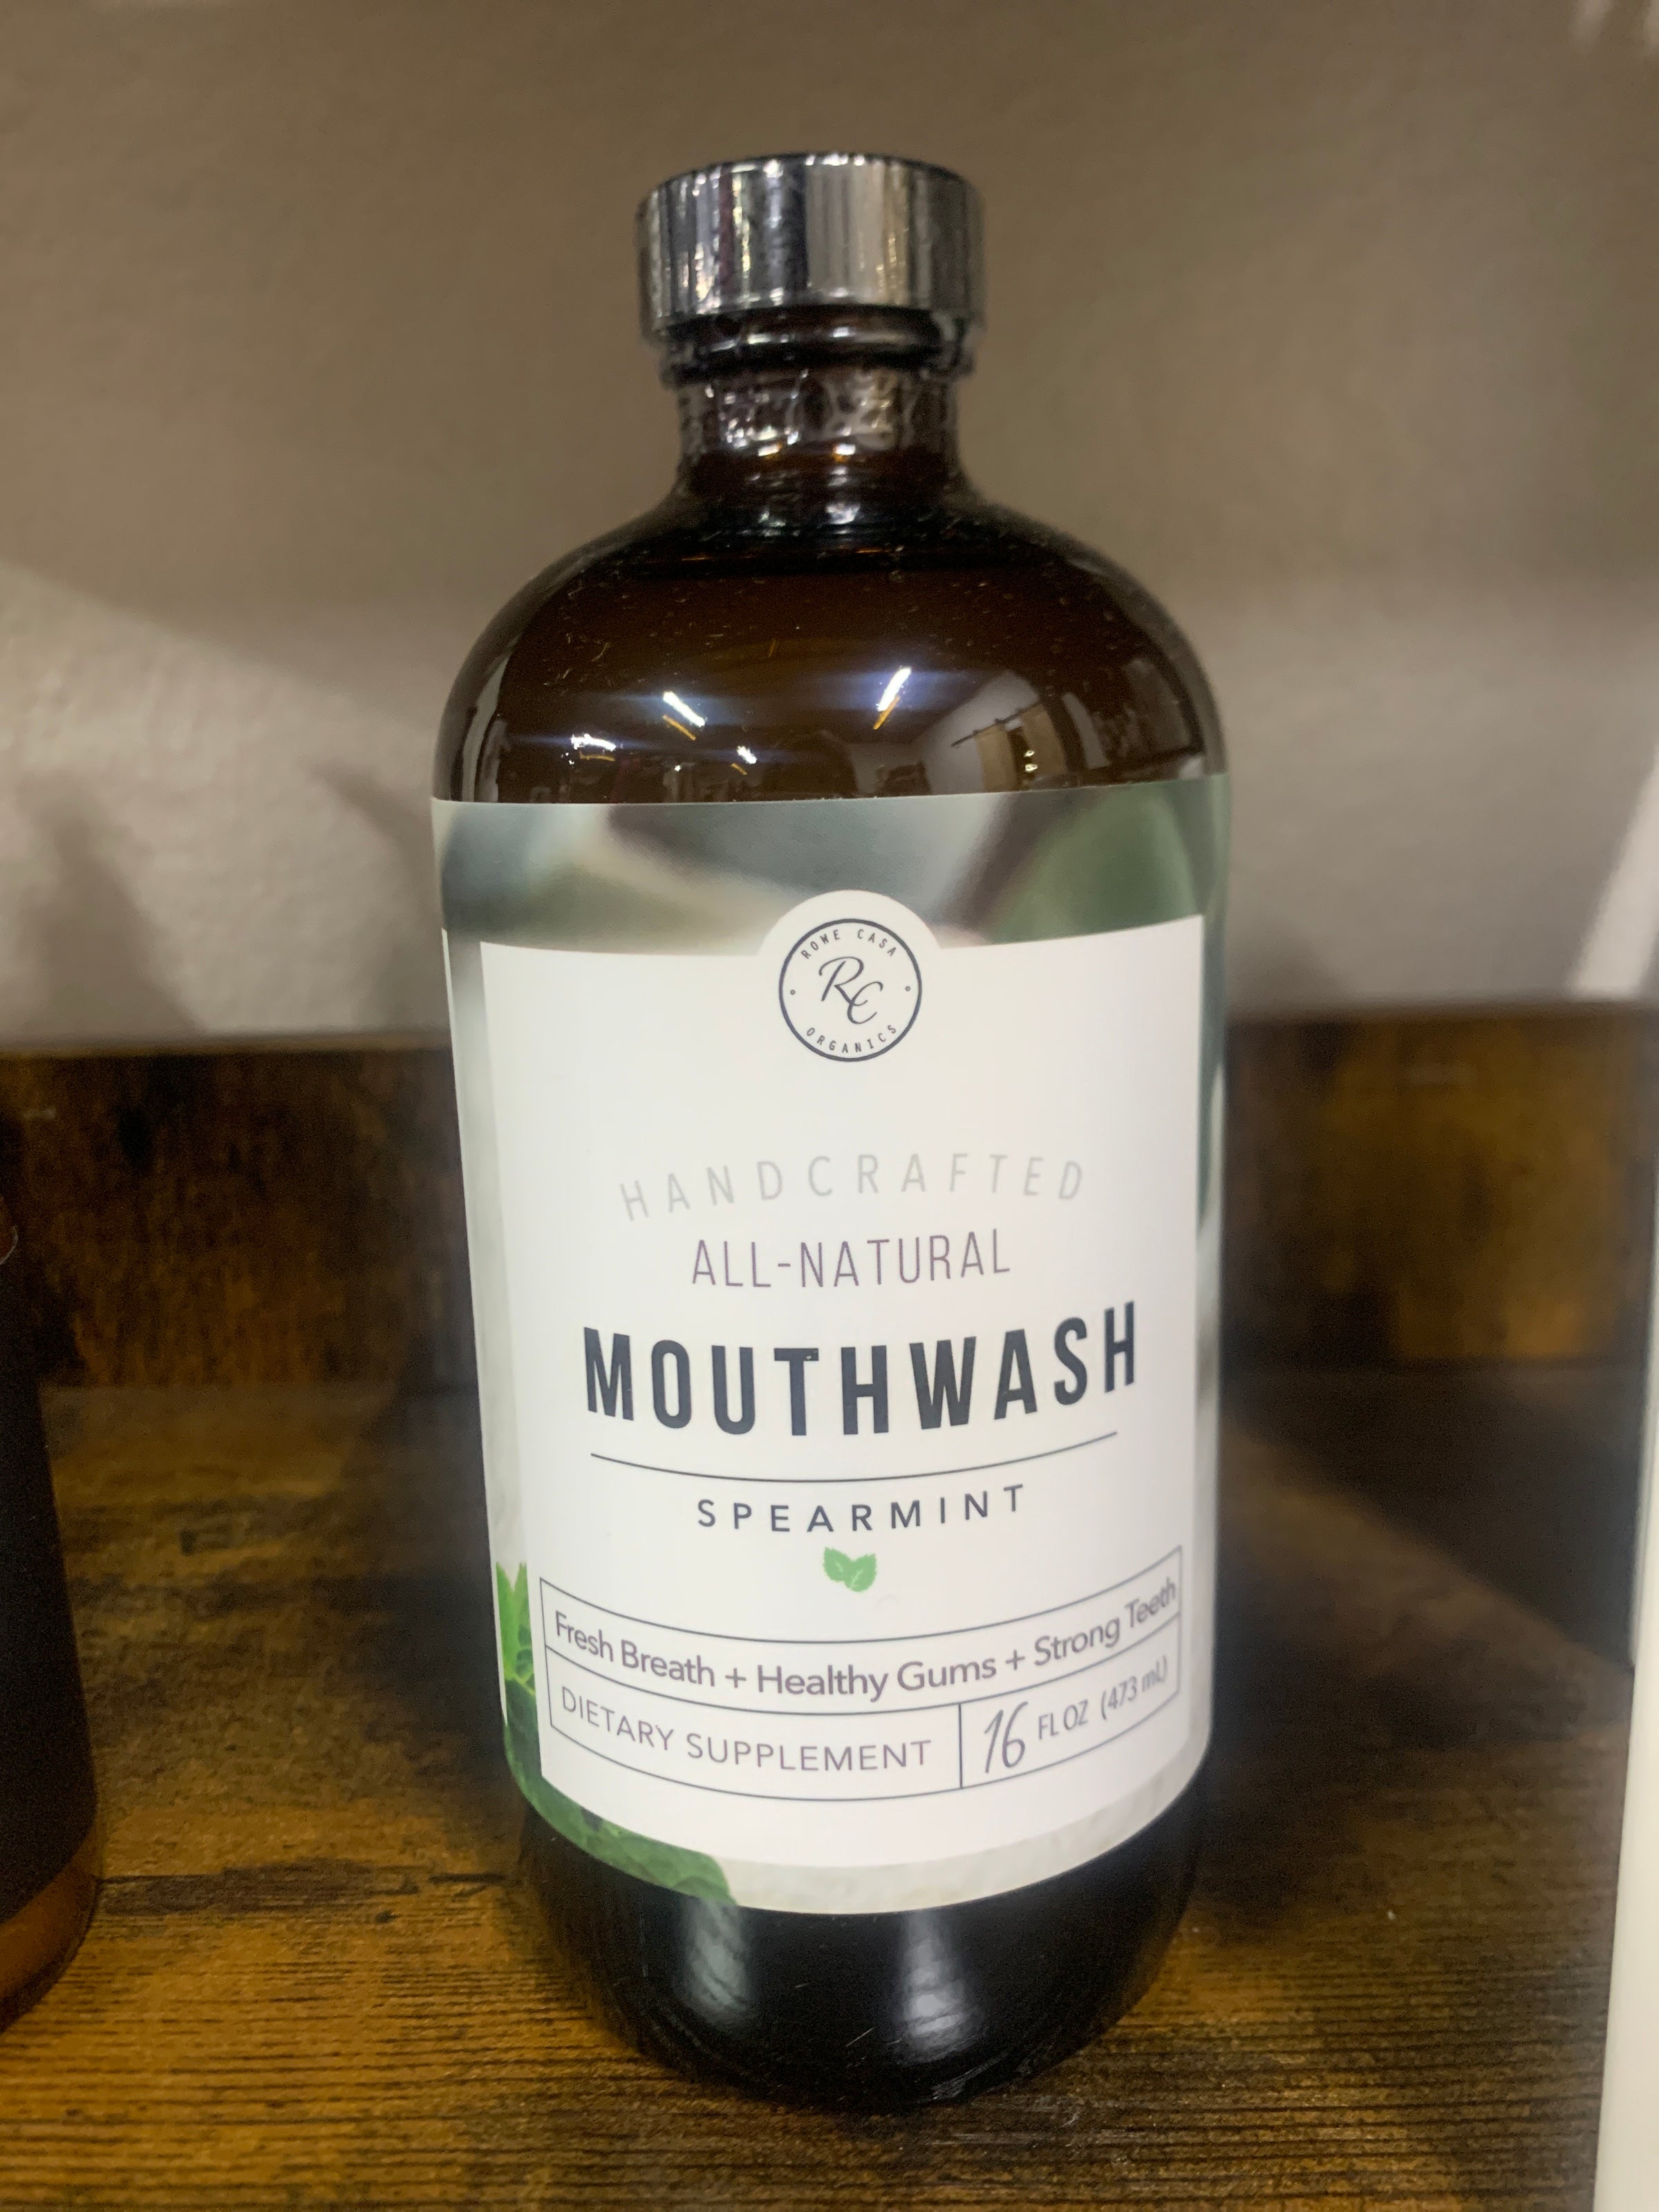 ROWE CASA
RC
ORGANICS
HANDCRAFTED
ALL-NATURAL
MOUTHWASH
SPEARMINT
Fresh Breath + Healthy Gums + Strong Teeth
DIETARY SUPPLEMENT 16 FL OZ (473 mL)